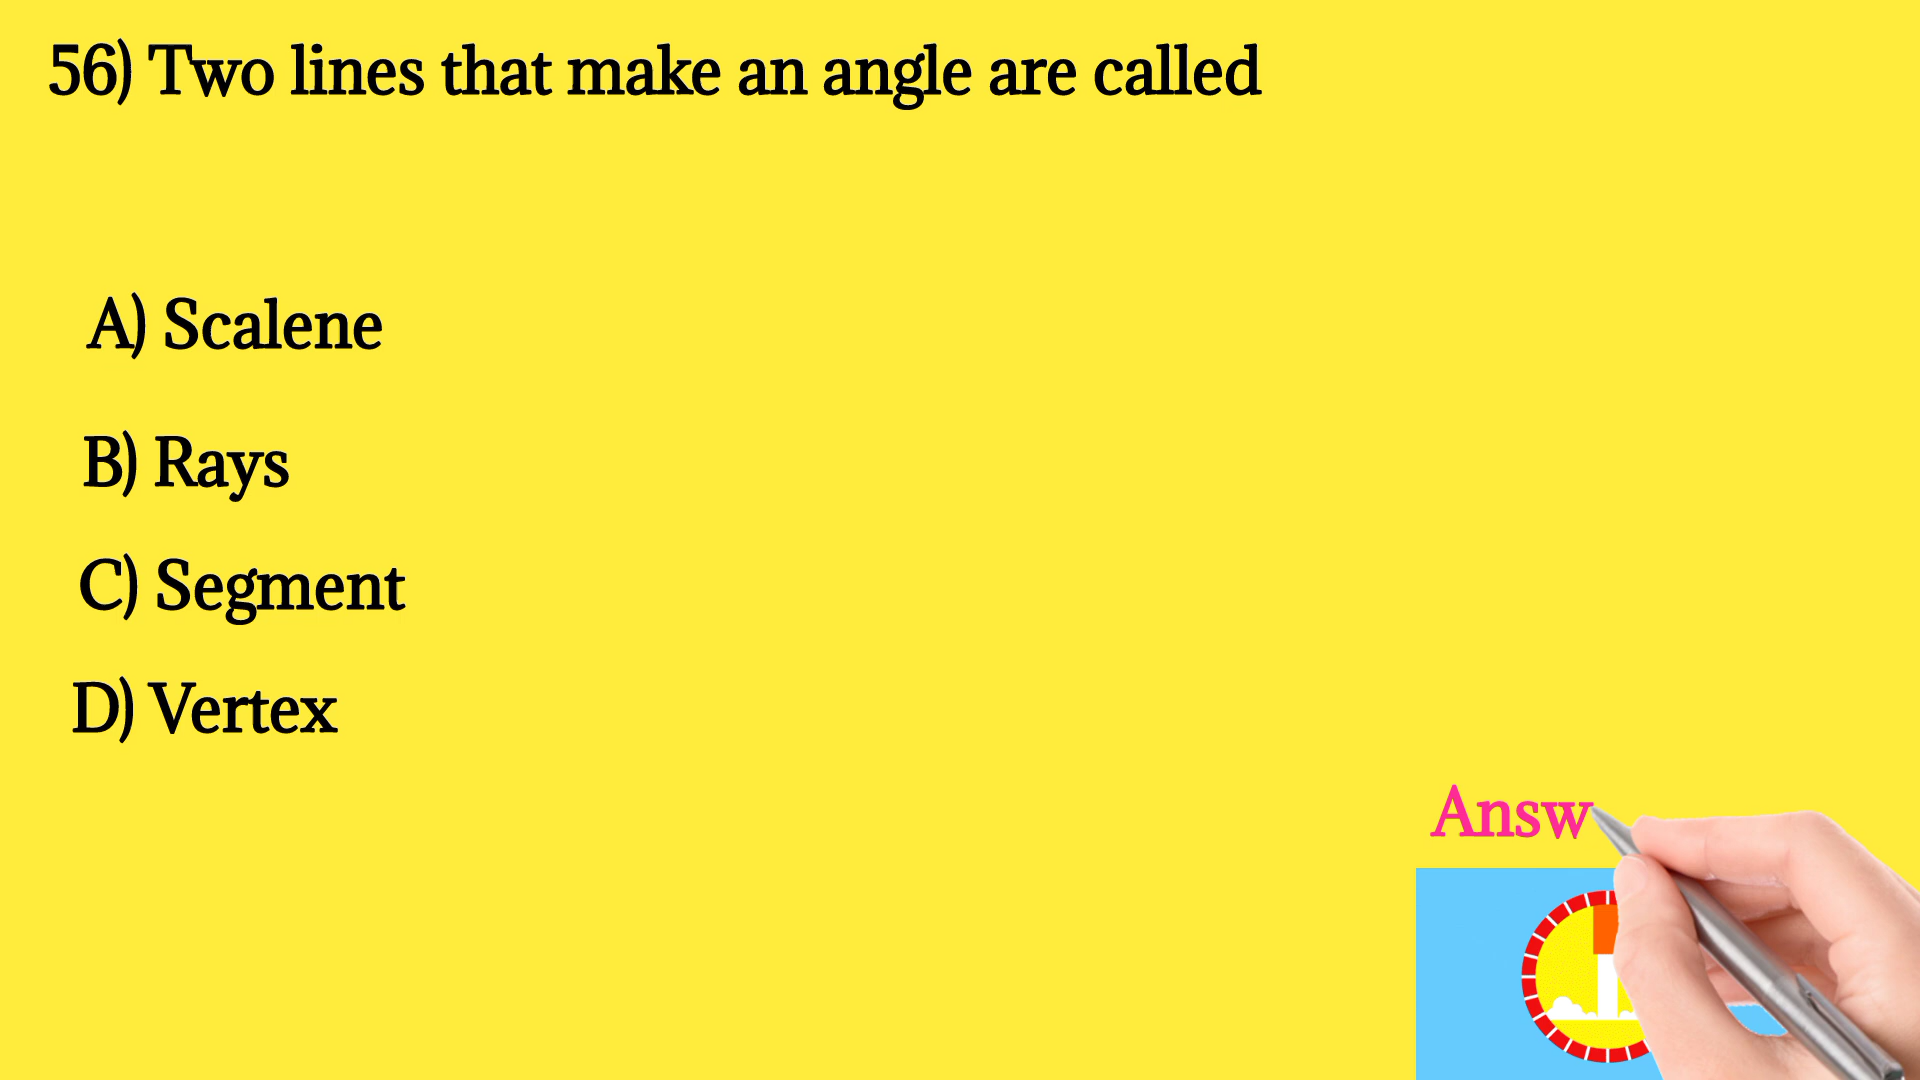 56) Two lines that make an angle are called
A) Scalene
B) Rays
C) Segment
D) Vertex
Answ